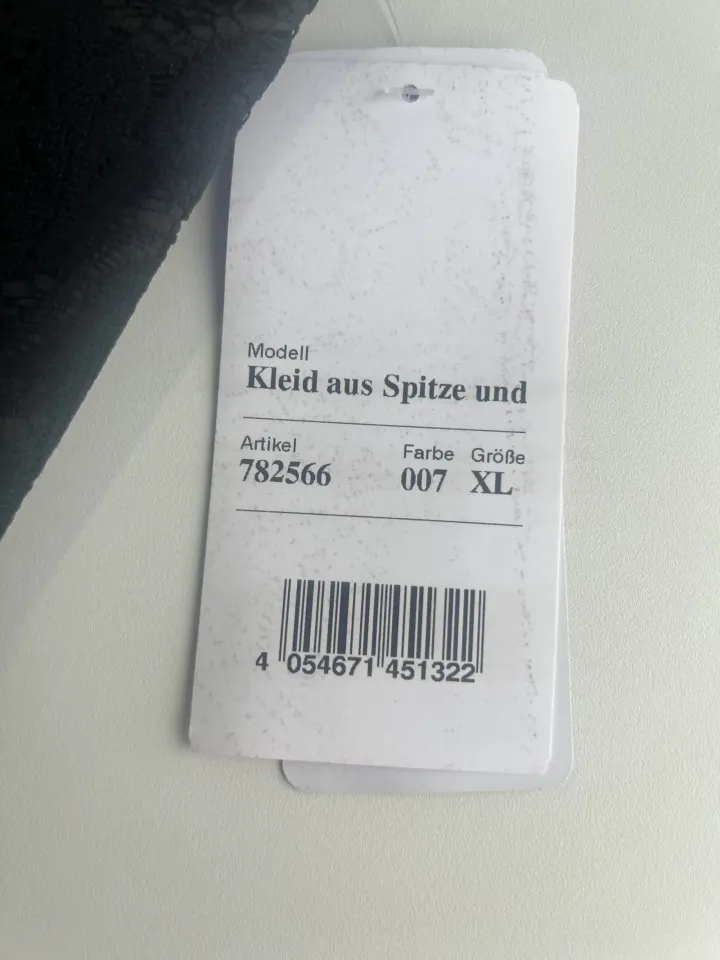 Modell
Kleid aus Spitze und
Artikel Farbe Größe
782566 007 XL
4 054671 451322